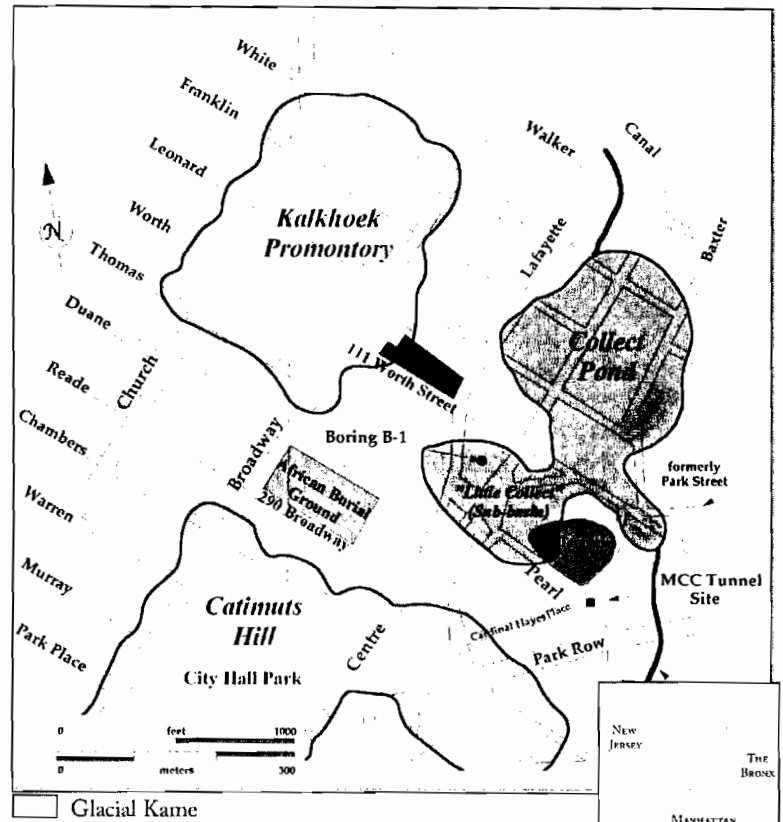 White
Franklin
Leonard
Worth
Thomas
Duane
Reade
Chambers
Warren
Murray
Park Place
Church
Broadway
N
Kalkhoek
Promontory
Walker
Canal
Lafayette
Baxter
Collect
Pond
111 Worth Street
Boring B-1
African Burial
Ground
290 Broadway
"Little Collect"
(Sub-basin)
formerly
Park Street
Pearl
MCC Tunnel
Site
Cardinal Hayes Place
Park Row
Centre
Catimuts
Hill
City Hall Park
0 feet 1000
0 meters 300
Glacial Kame
NEW
JERSEY
THE
BRONX
MANHATTAN